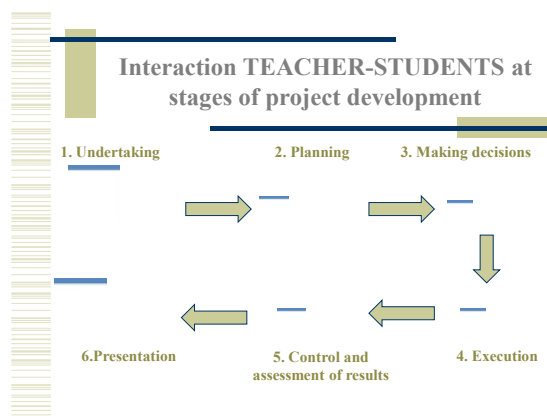 Interaction TEACHER-STUDENTS at
stages of project development
1. Undertaking
2. Planning
3. Making decisions
6.Presentation
5. Control and
assessment of results
4. Execution